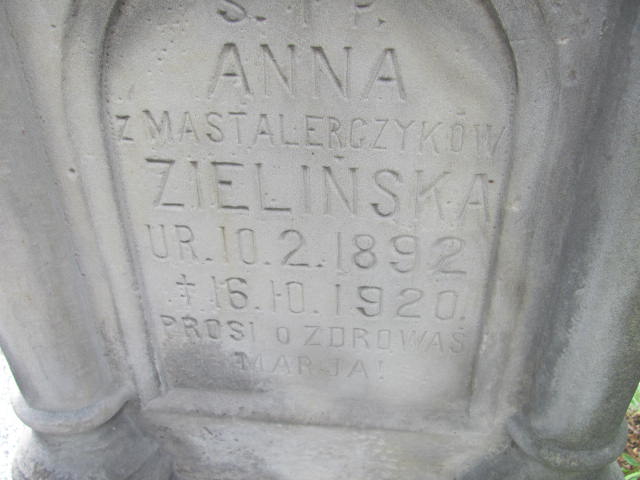 Ś. † P.
ANNA
Z MASTALERCZYKÓW
ZIELIŃSKA
UR. 10. 2. 1892
† 16. 10. 1920.
PROSI O ZDROWAŚ
MARJA!